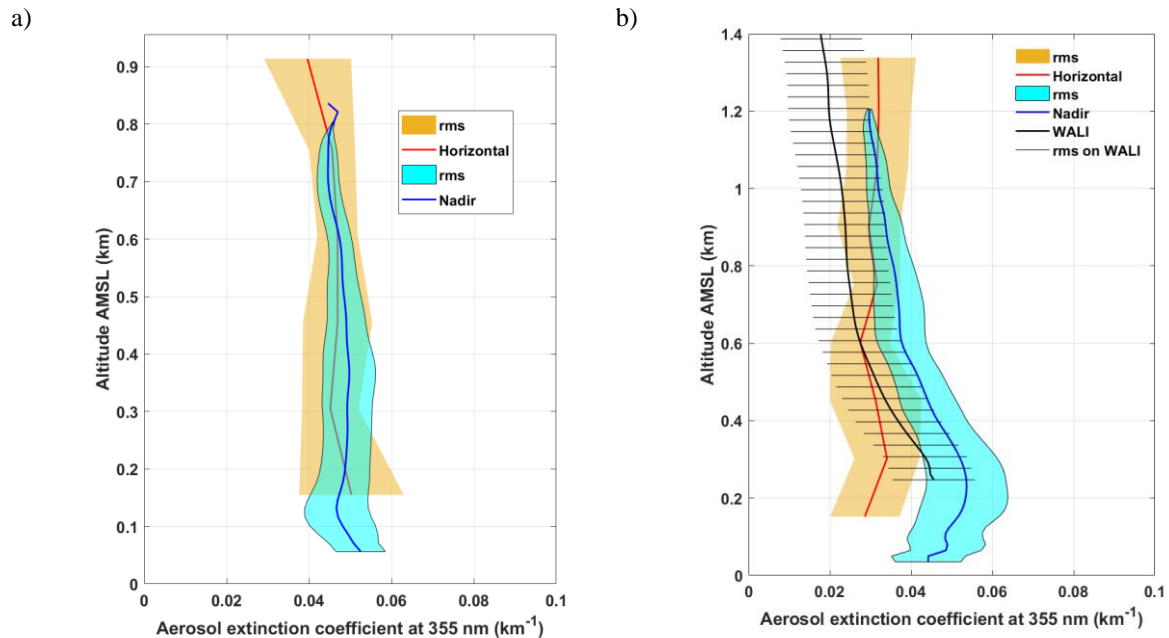 a)
0.9
0.8
0.7
0.6
0.5
0.4
0.3
0.2
0.1
0
Altitude AMSL (km)
rms
Horizontal
rms
Nadir
0 0.02 0.04 0.06 0.08 0.1
Aerosol extinction coefficient at 355 nm (km-1)
b)
1.4
1.2
1
0.8
0.6
0.4
0.2
0
Altitude AMSL (km)
rms
Horizontal
rms
Nadir
WALI
rms on WALI
0 0.02 0.04 0.06 0.08 0.1
Aerosol extinction coefficient at 355 nm (km-1)